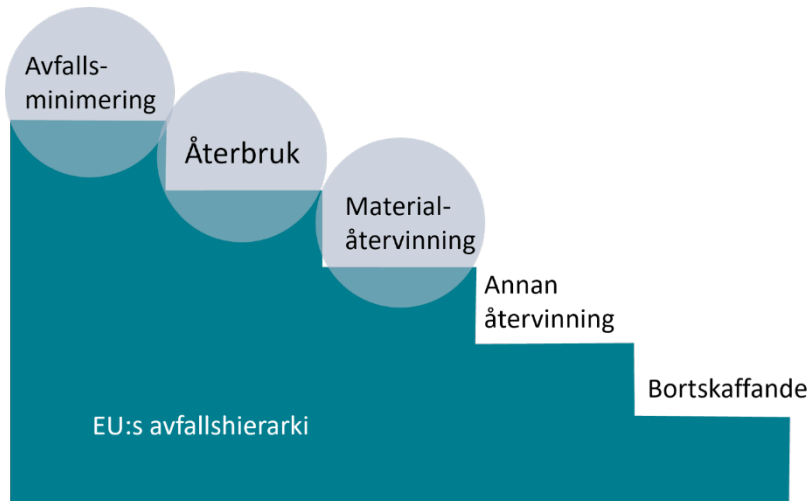 Avfalls-
minimering
Återbruk
Material-
återvinning
Annan
återvinning
Bortskaffande
EU:s avfallshierarki